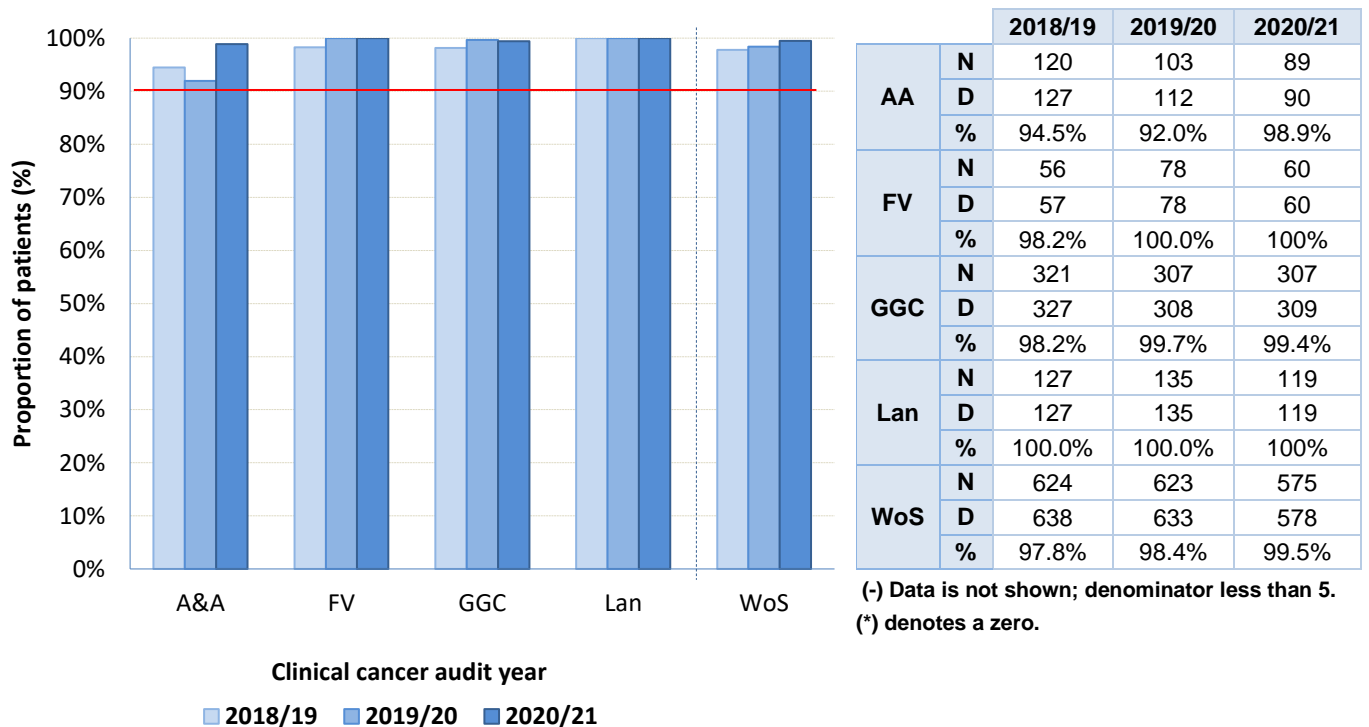 Proportion of patients (%)
100%
90%
80%
70%
60%
50%
40%
30%
20%
10%
0%
A&A FV GGC Lan WoS
Clinical cancer audit year
2018/19 2019/20 2020/21
2018/19 2019/20 2020/21
AA
N 120 103 89
D 127 112 90
% 94.5% 92.0% 98.9%
FV
N 56 78 60
D 57 78 60
% 98.2% 100.0% 100%
GGC
N 321 307 307
D 327 308 309
% 98.2% 99.7% 99.4%
Lan
N 127 135 119
D 127 135 119
% 100.0% 100.0% 100%
WoS
N 624 623 575
D 638 633 578
% 97.8% 98.4% 99.5%
(-) Data is not shown; denominator less than 5.
(*) denotes a zero.